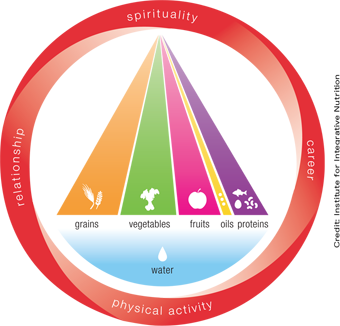 spirituality
relationship
career
grains vegetables fruits oils proteins
water
physical activity
Credit: Institute for Integrative Nutrition